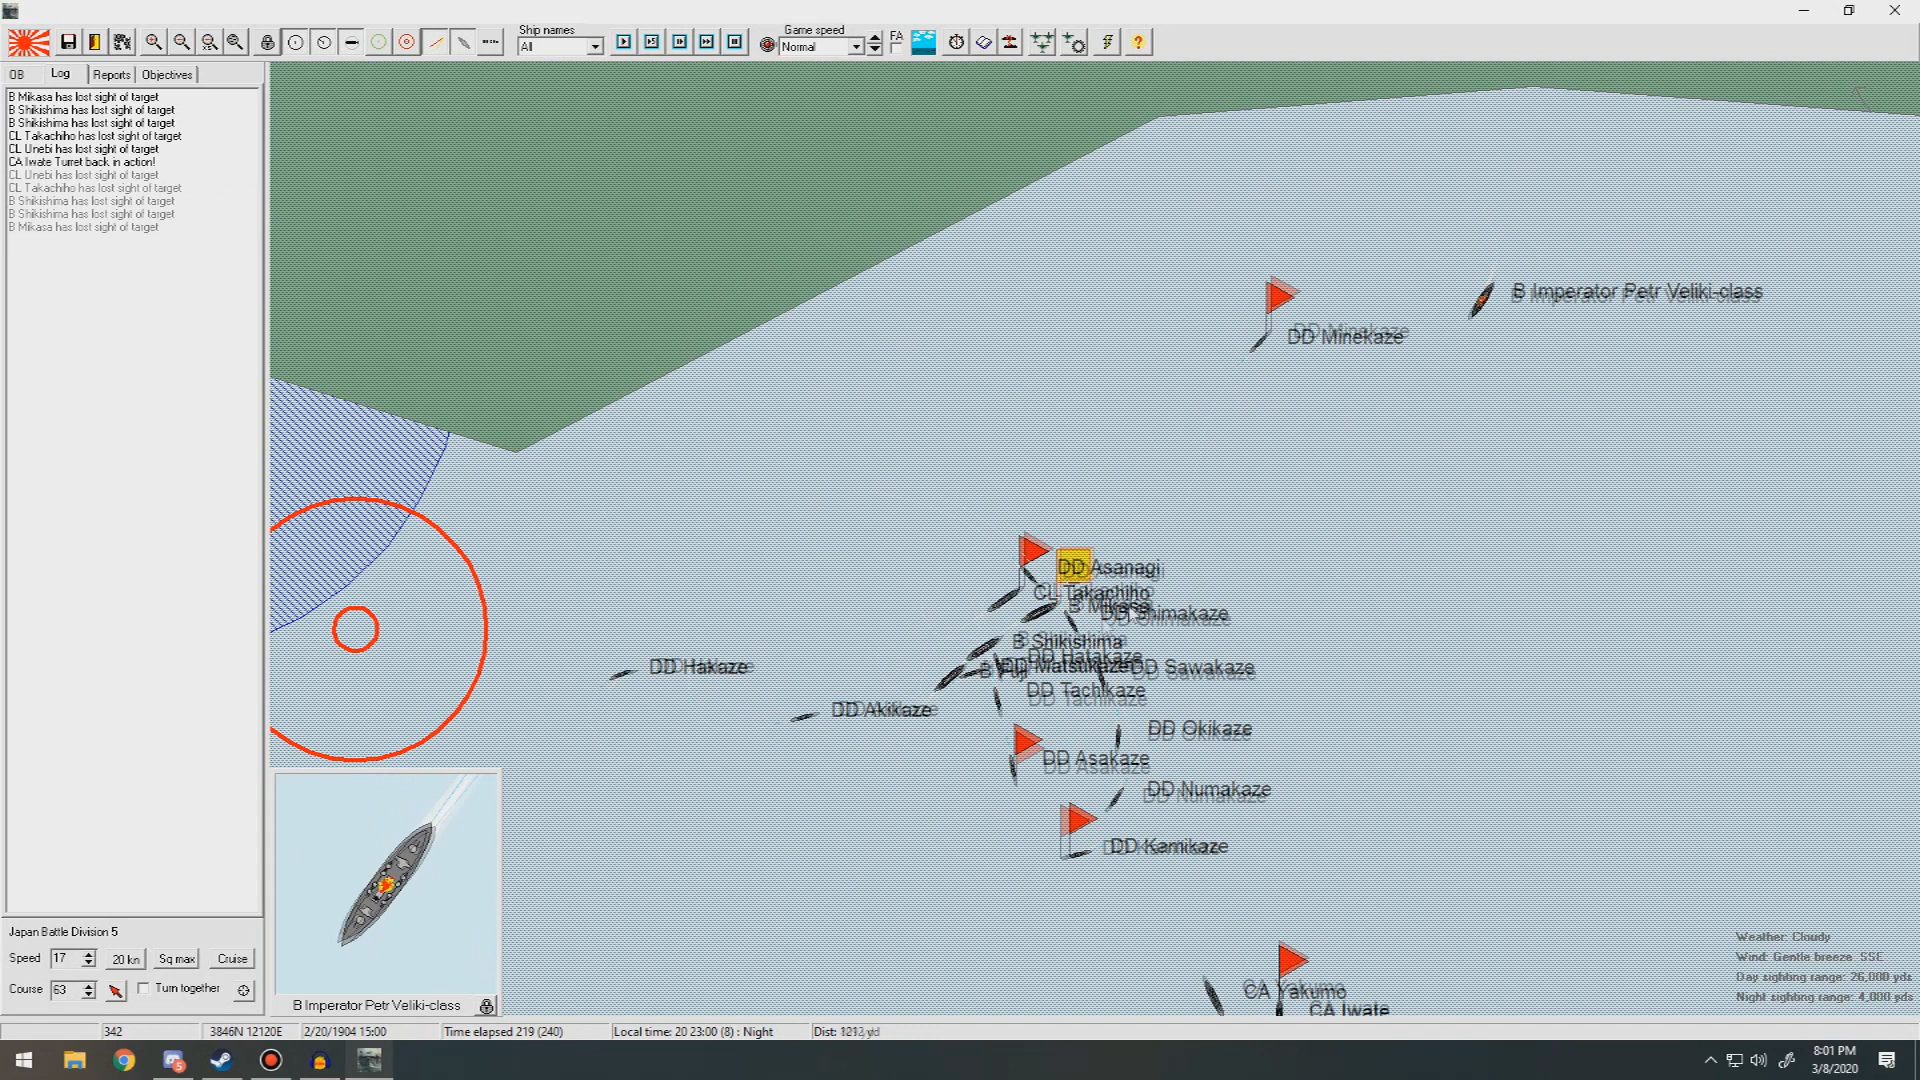 Ship names
All
Game speed
Normal
FA
OB
Log
Reports
Objectives
B Mikasa has lost sight of target
B Shikishima has lost sight of target
B Shikishima has lost sight of target
CL Takachiho has lost sight of target
CL Unebi has lost sight of target
CA Iwate Turret back in action!
CL Unebi has lost sight of target
CL Takachiho has lost sight of target
B Shikishima has lost sight of target
B Shikishima has lost sight of target
B Mikasa has lost sight of target
B Imperator Petr Veliki-class
DD Minekaze
DD Asanagi
CL Takachiho
B Mikasa
DD Shimakaze
B Shikishima
DD Hatakaze
B Fuji
DD Matsukaze
DD Sawakaze
DD Hakaze
DD Tachikaze
DD Akikaze
DD Okikaze
DD Asakaze
DD Numakaze
DD Kamikaze
CA Yakumo
CA Iwate
Weather: Cloudy
Wind: Gentle breeze SSE
Day sighting range: 26,000 yds
Night sighting range: 4,000 yds
Japan Battle Division 5
Speed 17 20 kn Sq max Cruise
Course 63 Turn together
B Imperator Petr Veliki-class
342
3846N 12120E
2/20/1904 15:00
Time elapsed 219 (240)
Local time: 20 23:00 (8) : Night
Dist:
5
8:01 PM
3/8/2020